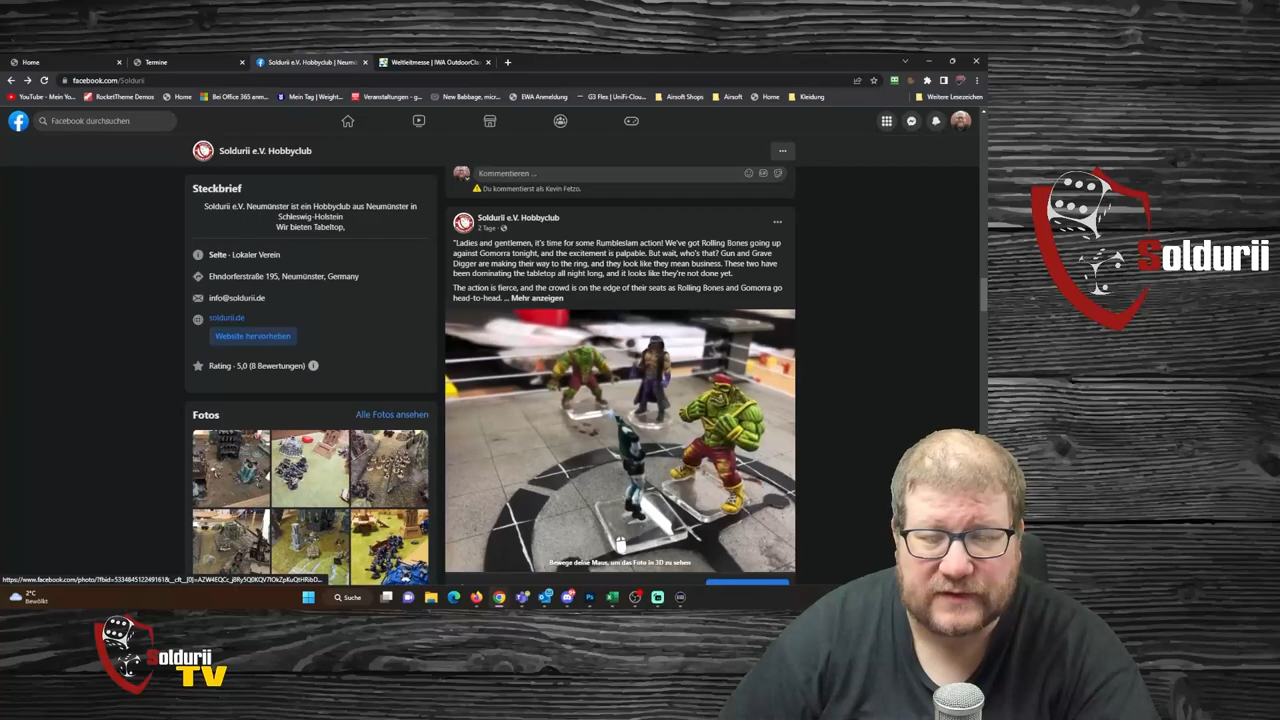 Home
Termine
Soldurii e.V. Hobbyclub | Neumü
Weltleitmesse | IWA OutdoorCla
facebook.com/Soldurii
YouTube - Mein Yo...
RocketTheme Demos
Home
Bei Office 365 anme...
Mein Tag | Weight...
Veranstaltungen - g...
New Babbage, micr...
EWA Anmeldung
G3 Flex | UniFi-Cou...
Airsoft Shops
Airsoft
Home
Kleidung
Weitere Lesezeichen
Facebook durchsuchen
Soldurii e.V. Hobbyclub
Steckbrief
Soldurii e.V. Neumünster ist ein Hobbyclub aus Neumünster in
Schleswig-Holstein
Wir bieten Tabeltop,
Seite · Lokaler Verein
Ehndorferstraße 195, Neumünster, Germany
info@soldurii.de
soldurii.de
Website hervorheben
Rating · 5,0 (8 Bewertungen)
Fotos
Alle Fotos ansehen
Kommentieren ...
Du kommentierst als Kevin Fetzo.
Soldurii e.V. Hobbyclub
2 Tage ·
"Ladies and gentlemen, it's time for some Rumbleslam action! We've got Rolling Bones going up
against Gomorra tonight, and the excitement is palpable. But wait, who's that? Gun and Grave
Digger are making their way to the ring, and they look like they mean business. These two have
been dominating the tabletop all night long, and it looks like they're not done yet.
The action is fierce, and the crowd is on the edge of their seats as Rolling Bones and Gomorra go
head-to-head. ... Mehr anzeigen
Bewege deine Maus, um das Foto in 3D zu sehen
2°C
Bewölkt
Suche
Soldurii
Soldurii
TV